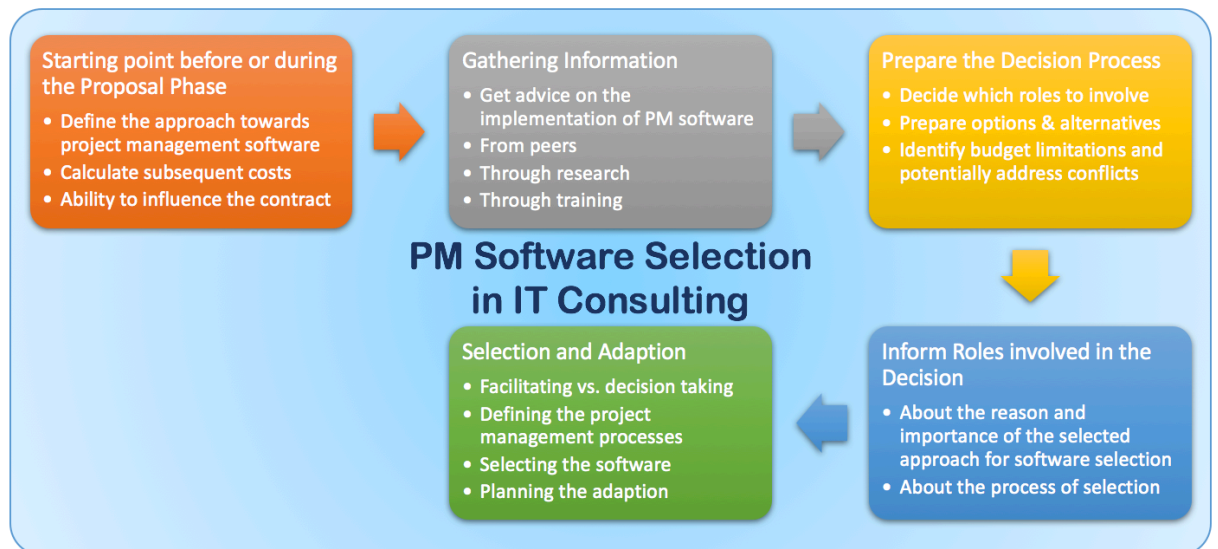 Starting point before or during
the Proposal Phase
• Define the approach towards
project management software
• Calculate subsequent costs
• Ability to influence the contract
Gathering Information
• Get advice on the
implementation of PM software
• From peers
• Through research
• Through training
Prepare the Decision Process
• Decide which roles to involve
• Prepare options & alternatives
• Identify budget limitations and
potentially address conflicts
PM Software Selection
in IT Consulting
Inform Roles involved in the
Decision
• About the reason and
importance of the selected
approach for software selection
• About the process of selection
Selection and Adaption
• Facilitating vs. decision taking
• Defining the project
management processes
• Selecting the software
• Planning the adaption